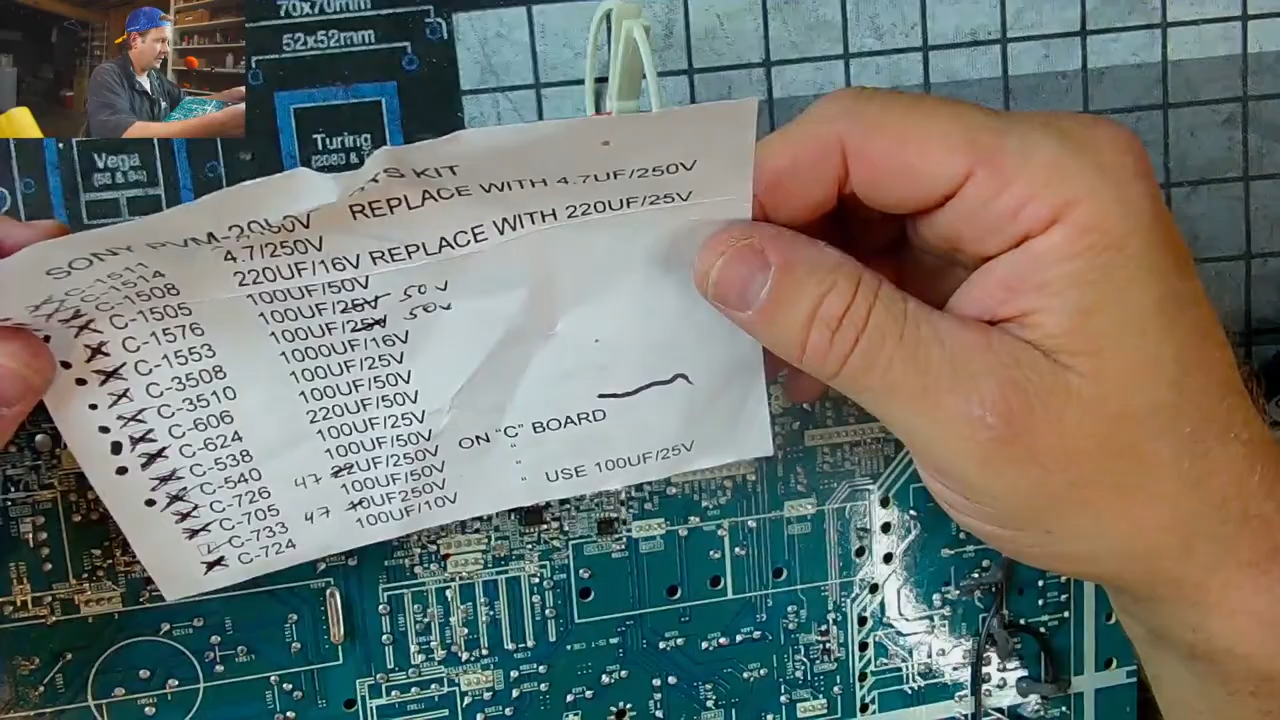 70x70mm
52x52mm
Turing
Vega
(56 & 64)
KIT
SONY PVM-2060V
C-1511
C-1514 4.7/250V REPLACE WITH 4.7UF/250V
C-1508 220UF/16V REPLACE WITH 220UF/25V
C-1505 100UF/50V
C-1576 100UF/25V 50V
C-1553 100UF/25V 50V
C-3508 1000UF/16V
C-3510 100UF/25V
C-606 100UF/50V
C-624 220UF/50V
C-538 100UF/25V
C-540 100UF/50V
C-726 47 22UF/250V ON "C" BOARD
C-705 100UF/50V "
C-733 47 10UF250V "
C-724 100UF/10V " USE 100UF/25V